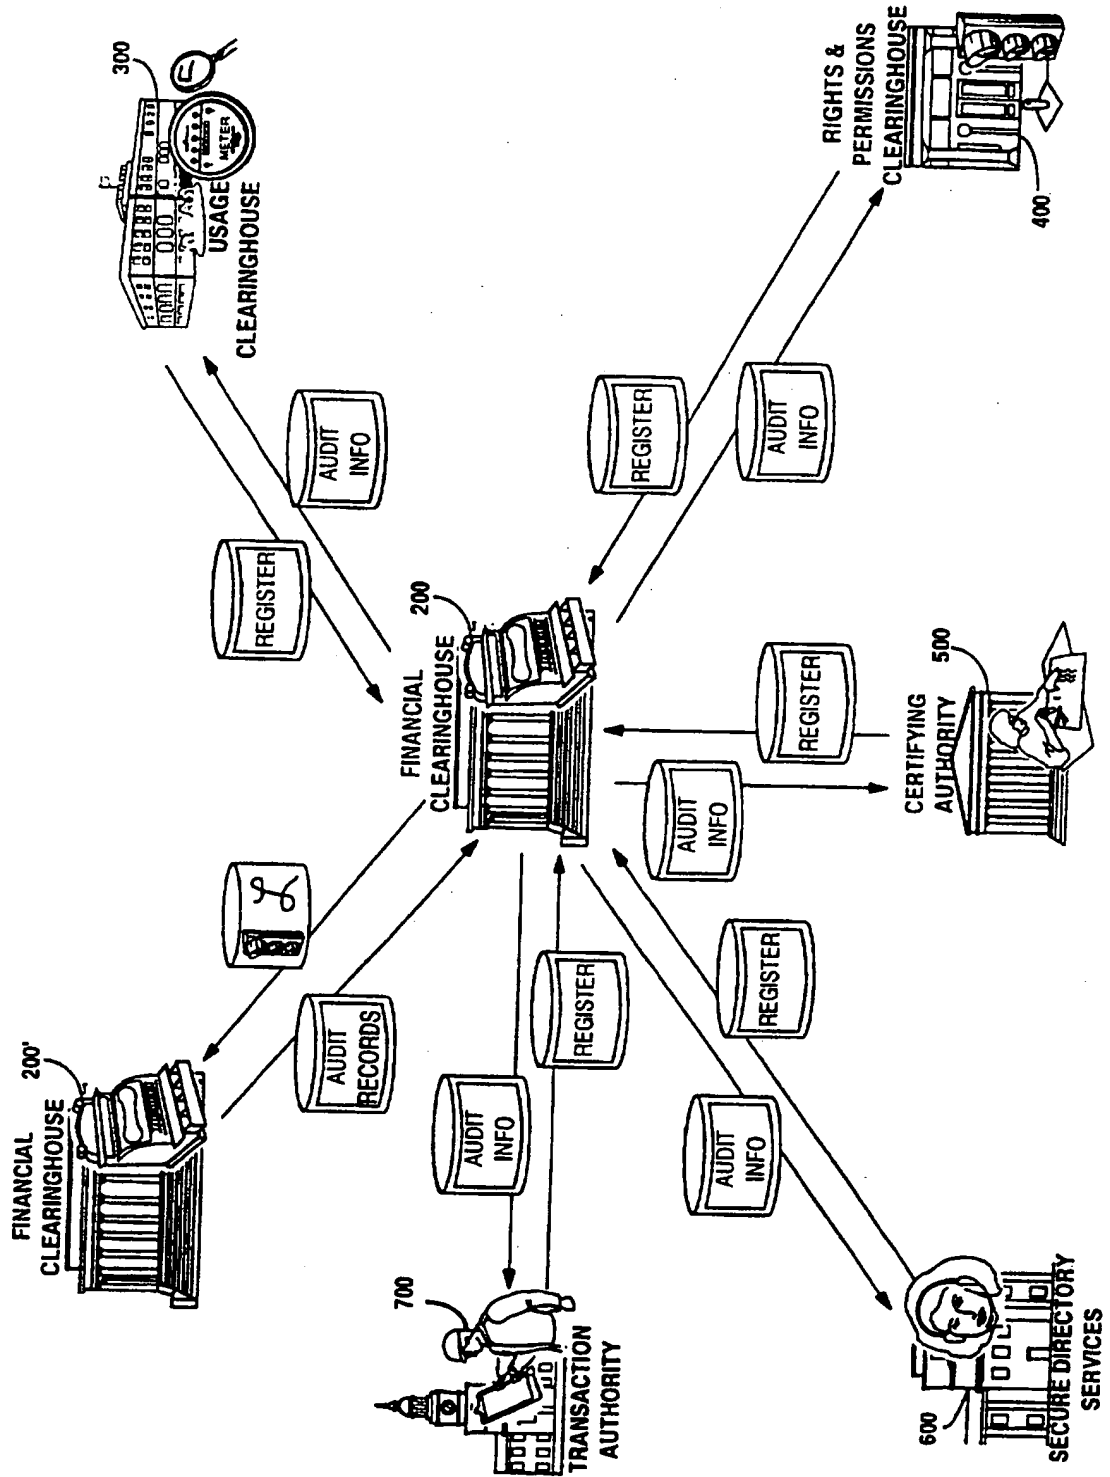 FINANCIAL
CLEARINGHOUSE
200'
300
USAGE
CLEARINGHOUSE
METER
REGISTER
AUDIT
INFO
AUDIT
RECORDS
700
FINANCIAL
CLEARINGHOUSE
200
AUDIT
INFO
TRANSACTION
AUTHORITY
REGISTER
REGISTER
AUDIT
INFO
AUDIT
INFO
REGISTER
AUDIT
INFO
REGISTER
RIGHTS &
PERMISSIONS
CLEARINGHOUSE
CERTIFYING
AUTHORITY
500
600
400
SECURE DIRECTORY
SERVICES